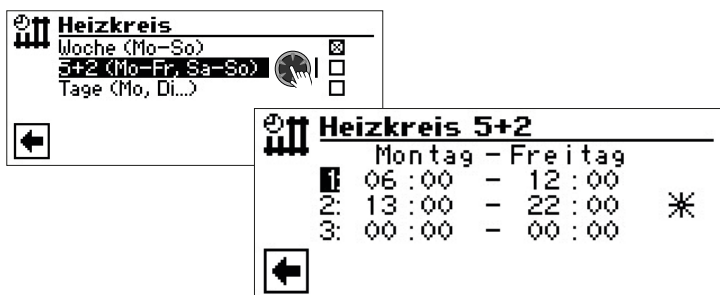 Heizkreis
Woche (Mo-So)
5+2 (Mo-Fr, Sa-So)
Tage (Mo, Di...)
Heizkreis 5+2
Montag - Freitag
1: 06:00 - 12:00
2: 13:00 - 22:00
3: 00:00 - 00:00